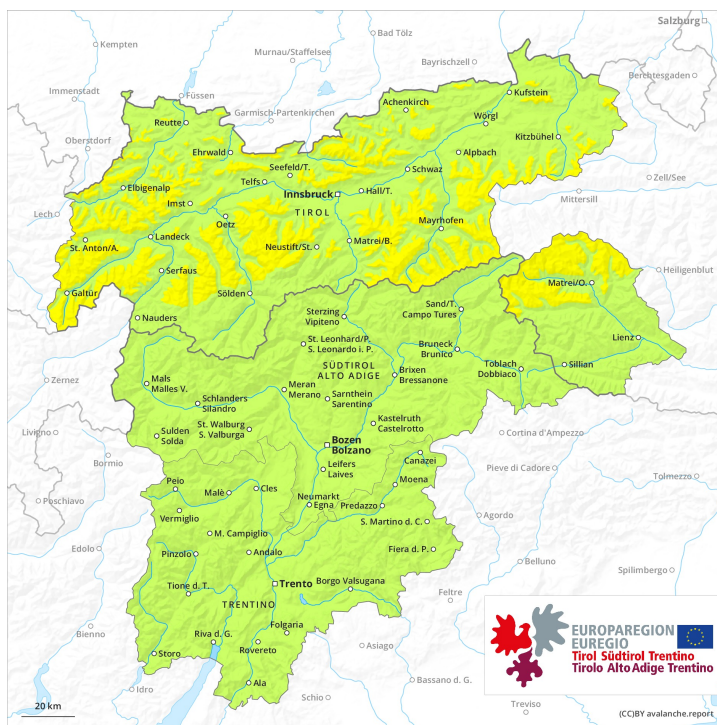 Salzburg
Kempten
Bad Tölz
Murnau/Staffelsee
Bayrischzell
Berchtesgaden
Immenstadt
Füssen
Garmisch-Partenkirchen
Achenkirch
Kufstein
Wörgl
Reutte
Oberstdorf
Ehrwald
Kitzbühel
Alpbach
Seefeld/T.
Schwaz
Telfs
Elbigenalp
Innsbruck
Hall/T.
Zell/See
Mittersill
Imst
TIROL
Lech
Oetz
Mayrhofen
Landeck
St. Anton/A.
Neustift/St.
Matrei/B.
Serfaus
Heiligenblut
Galtür
Sölden
Matrei/O.
Nauders
Sterzing
Vipiteno
Sand/T.
Campo Tures
Lienz
St. Leonhard/P.
S. Leonardo i. P.
Bruneck
Brunico
Toblach
Dobbiaco
Sillian
SÜDTIROL
ALTO ADIGE
Brixen
Bressanone
Zernez
Mals
Malles V.
Meran
Merano
Sarnthein
Sarentino
Schlanders
Silandro
Kastelruth
Castelrotto
Livigno
Sulden
Solda
St. Walburg
S. Valburga
Cortina d'Ampezzo
Bozen
Bolzano
Bormio
Canazei
Pieve di Cadore
Leifers
Laives
Tolmezzo
Peio
Malè
Cles
Moena
Poschiavo
Neumarkt
Egna
Predazzo
Vermiglio
Agordo
S. Martino d. C.
M. Campiglio
Edolo
Pinzolo
Andalo
Fiera d. P.
Belluno
Spilimbergo
Tione d. T.
Trento
Borgo Valsugana
Feltre
TRENTINO
Folgaria
Bienno
Riva d. G.
Rovereto
Asiago
Storo
Bassano d. G.
Idro
Ala
Schio
Treviso
EUROPAREGION
EUREGIO
Tirol Südtirol Trentino
Tirolo Alto Adige Trentino
20 km
(CC)BY avalanche.report